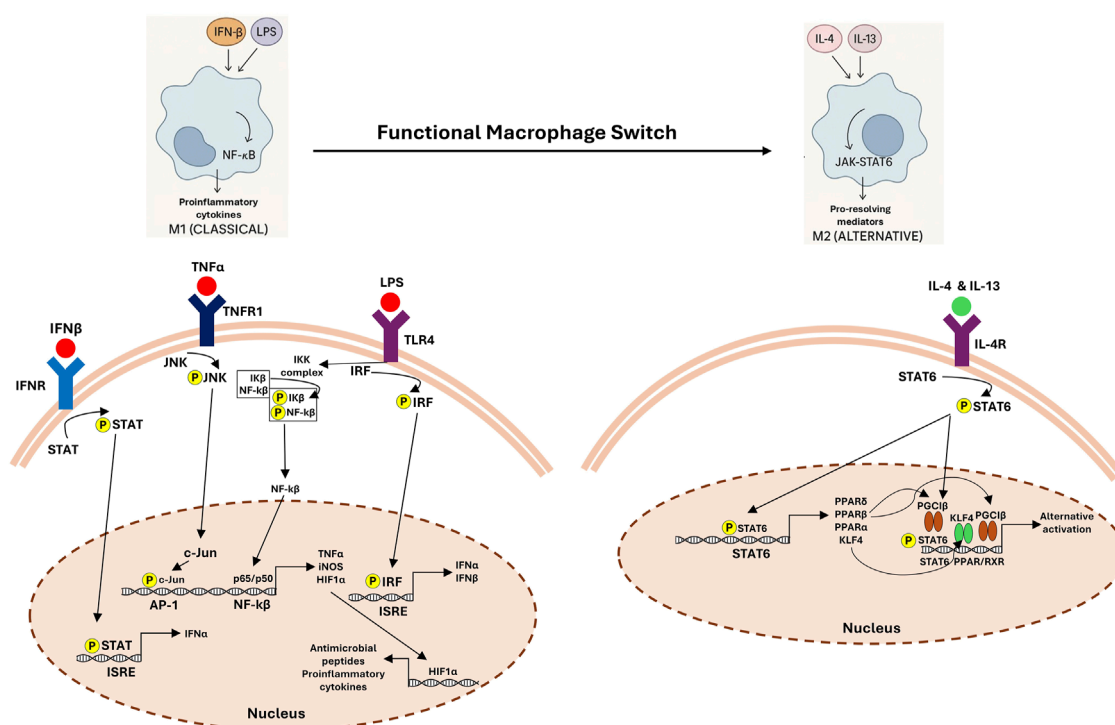 IFN-β
LPS
NF-κB
Proinflammatory
cytokines
M1 (CLASSICAL)
Functional Macrophage Switch
IL-4
IL-13
JAK-STAT6
Pro-resolving
mediators
M2 (ALTERNATIVE)
IFNβ
IFNR
STAT
P STAT
TNFα
TNFR1
JNK
P JNK
LPS
TLR4
IKK
complex
IKβ
NF-kβ
P IKβ
P NF-kβ
IRF
P IRF
NF-kβ
c-Jun
P c-Jun
AP-1
p65/p50
NF-kβ
TNFα
iNOS
HIF1α
P IRF
ISRE
IFNα
IFNβ
P STAT
ISRE
IFNα
Antimicrobial
peptides
Proinflammatory
cytokines
HIF1α
Nucleus
IL-4 & IL-13
IL-4R
STAT6
P STAT6
P STAT6
STAT6
PPARδ
PPARβ
PPARα
KLF4
PGCIβ
KLF4
PGCIβ
P STAT6
STAT6 PPAR/RXR
Alternative
activation
Nucleus